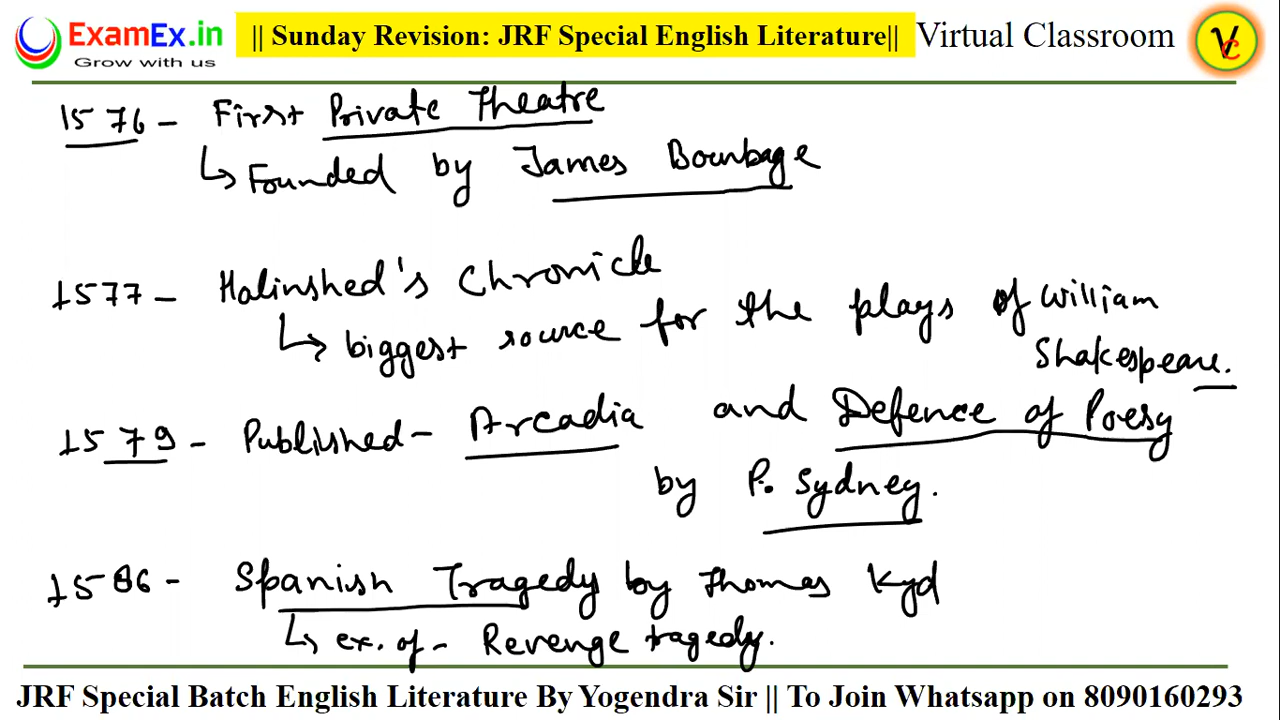 ExamEx.in
Grow with us
|| Sunday Revision: JRF Special English Literature||
Virtual Classroom
VC
1576 - First Private Theatre
↳ Founded by James Bourbage
1577 - Halinshed's Chronicle
↳ biggest source for the plays of William
Shakespeare.
1579 - Published - Arcadia and Defence of Poesy
by P. Sydney.
1586 - Spanish Tragedy by Thomas Kyd
↳ ex. of - Revenge tragedy.
JRF Special Batch English Literature By Yogendra Sir || To Join Whatsapp on 8090160293